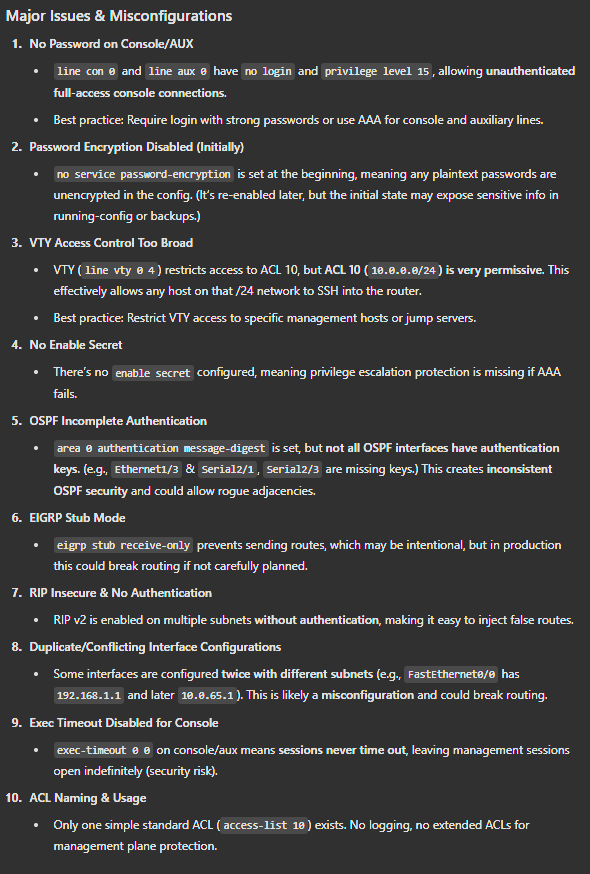 Major Issues & Misconfigurations
1. No Password on Console/AUX
• line con 0 and line aux 0 have no login and privilege level 15, allowing unauthenticated
full-access console connections.
• Best practice: Require login with strong passwords or use AAA for console and auxiliary lines.
2. Password Encryption Disabled (Initially)
• no service password-encryption is set at the beginning, meaning any plaintext passwords are
unencrypted in the config. (It's re-enabled later, but the initial state may expose sensitive info in
running-config or backups.)
3. VTY Access Control Too Broad
• VTY (line vty 0 4) restricts access to ACL 10, but ACL 10 (10.0.0.0/24) is very permissive. This
effectively allows any host on that /24 network to SSH into the router.
• Best practice: Restrict VTY access to specific management hosts or jump servers.
4. No Enable Secret
• There's no enable secret configured, meaning privilege escalation protection is missing if AAA
fails.
5. OSPF Incomplete Authentication
• area 0 authentication message-digest is set, but not all OSPF interfaces have authentication
keys. (e.g., Ethernet1/3 & Serial2/1, Serial2/3 are missing keys.) This creates inconsistent
OSPF security and could allow rogue adjacencies.
6. EIGRP Stub Mode
• eigrp stub receive-only prevents sending routes, which may be intentional, but in production
this could break routing if not carefully planned.
7. RIP Insecure & No Authentication
• RIP v2 is enabled on multiple subnets without authentication, making it easy to inject false routes.
8. Duplicate/Conflicting Interface Configurations
• Some interfaces are configured twice with different subnets (e.g., FastEthernet0/0 has
192.168.1.1 and later 10.0.65.1). This is likely a misconfiguration and could break routing.
9. Exec Timeout Disabled for Console
• exec-timeout 0 0 on console/aux means sessions never time out, leaving management sessions
open indefinitely (security risk).
10. ACL Naming & Usage
• Only one simple standard ACL (access-list 10) exists. No logging, no extended ACLs for
management plane protection.